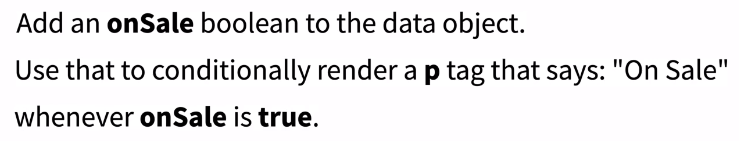 Add an onSale boolean to the data object.
Use that to conditionally render a p tag that says: "On Sale"
whenever onSale is true.